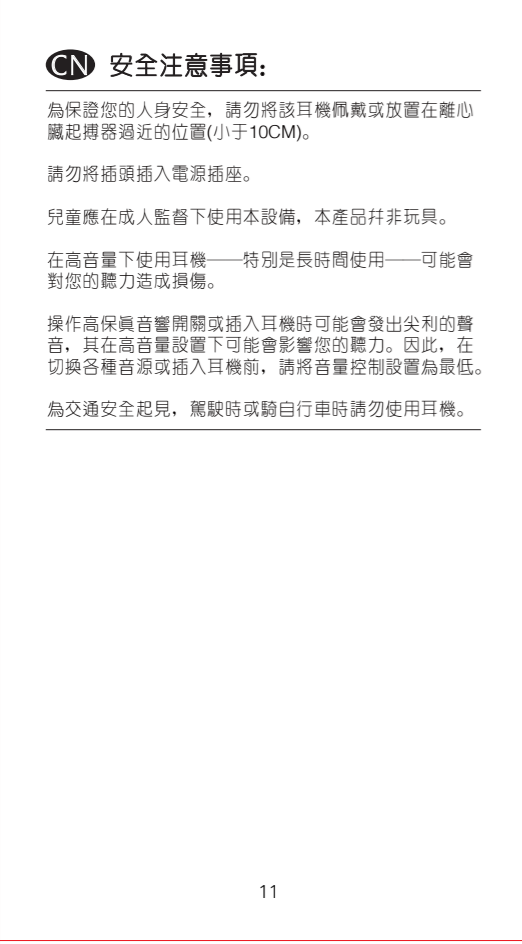 CN 安全注意事項:
為保證您的人身安全，請勿將該耳機佩戴或放置在離心
臟起搏器過近的位置(小于10CM)。
請勿將插頭插入電源插座。
兒童應在成人監督下使用本設備，本產品幷非玩具。
在高音量下使用耳機——特別是長時間使用——可能會
對您的聽力造成損傷。
操作高保眞音響開關或插入耳機時可能會發出尖利的聲
音，其在高音量設置下可能會影響您的聽力。因此，在
切換各種音源或插入耳機前，請將音量控制設置為最低。
為交通安全起見，駕駛時或騎自行車時請勿使用耳機。
11